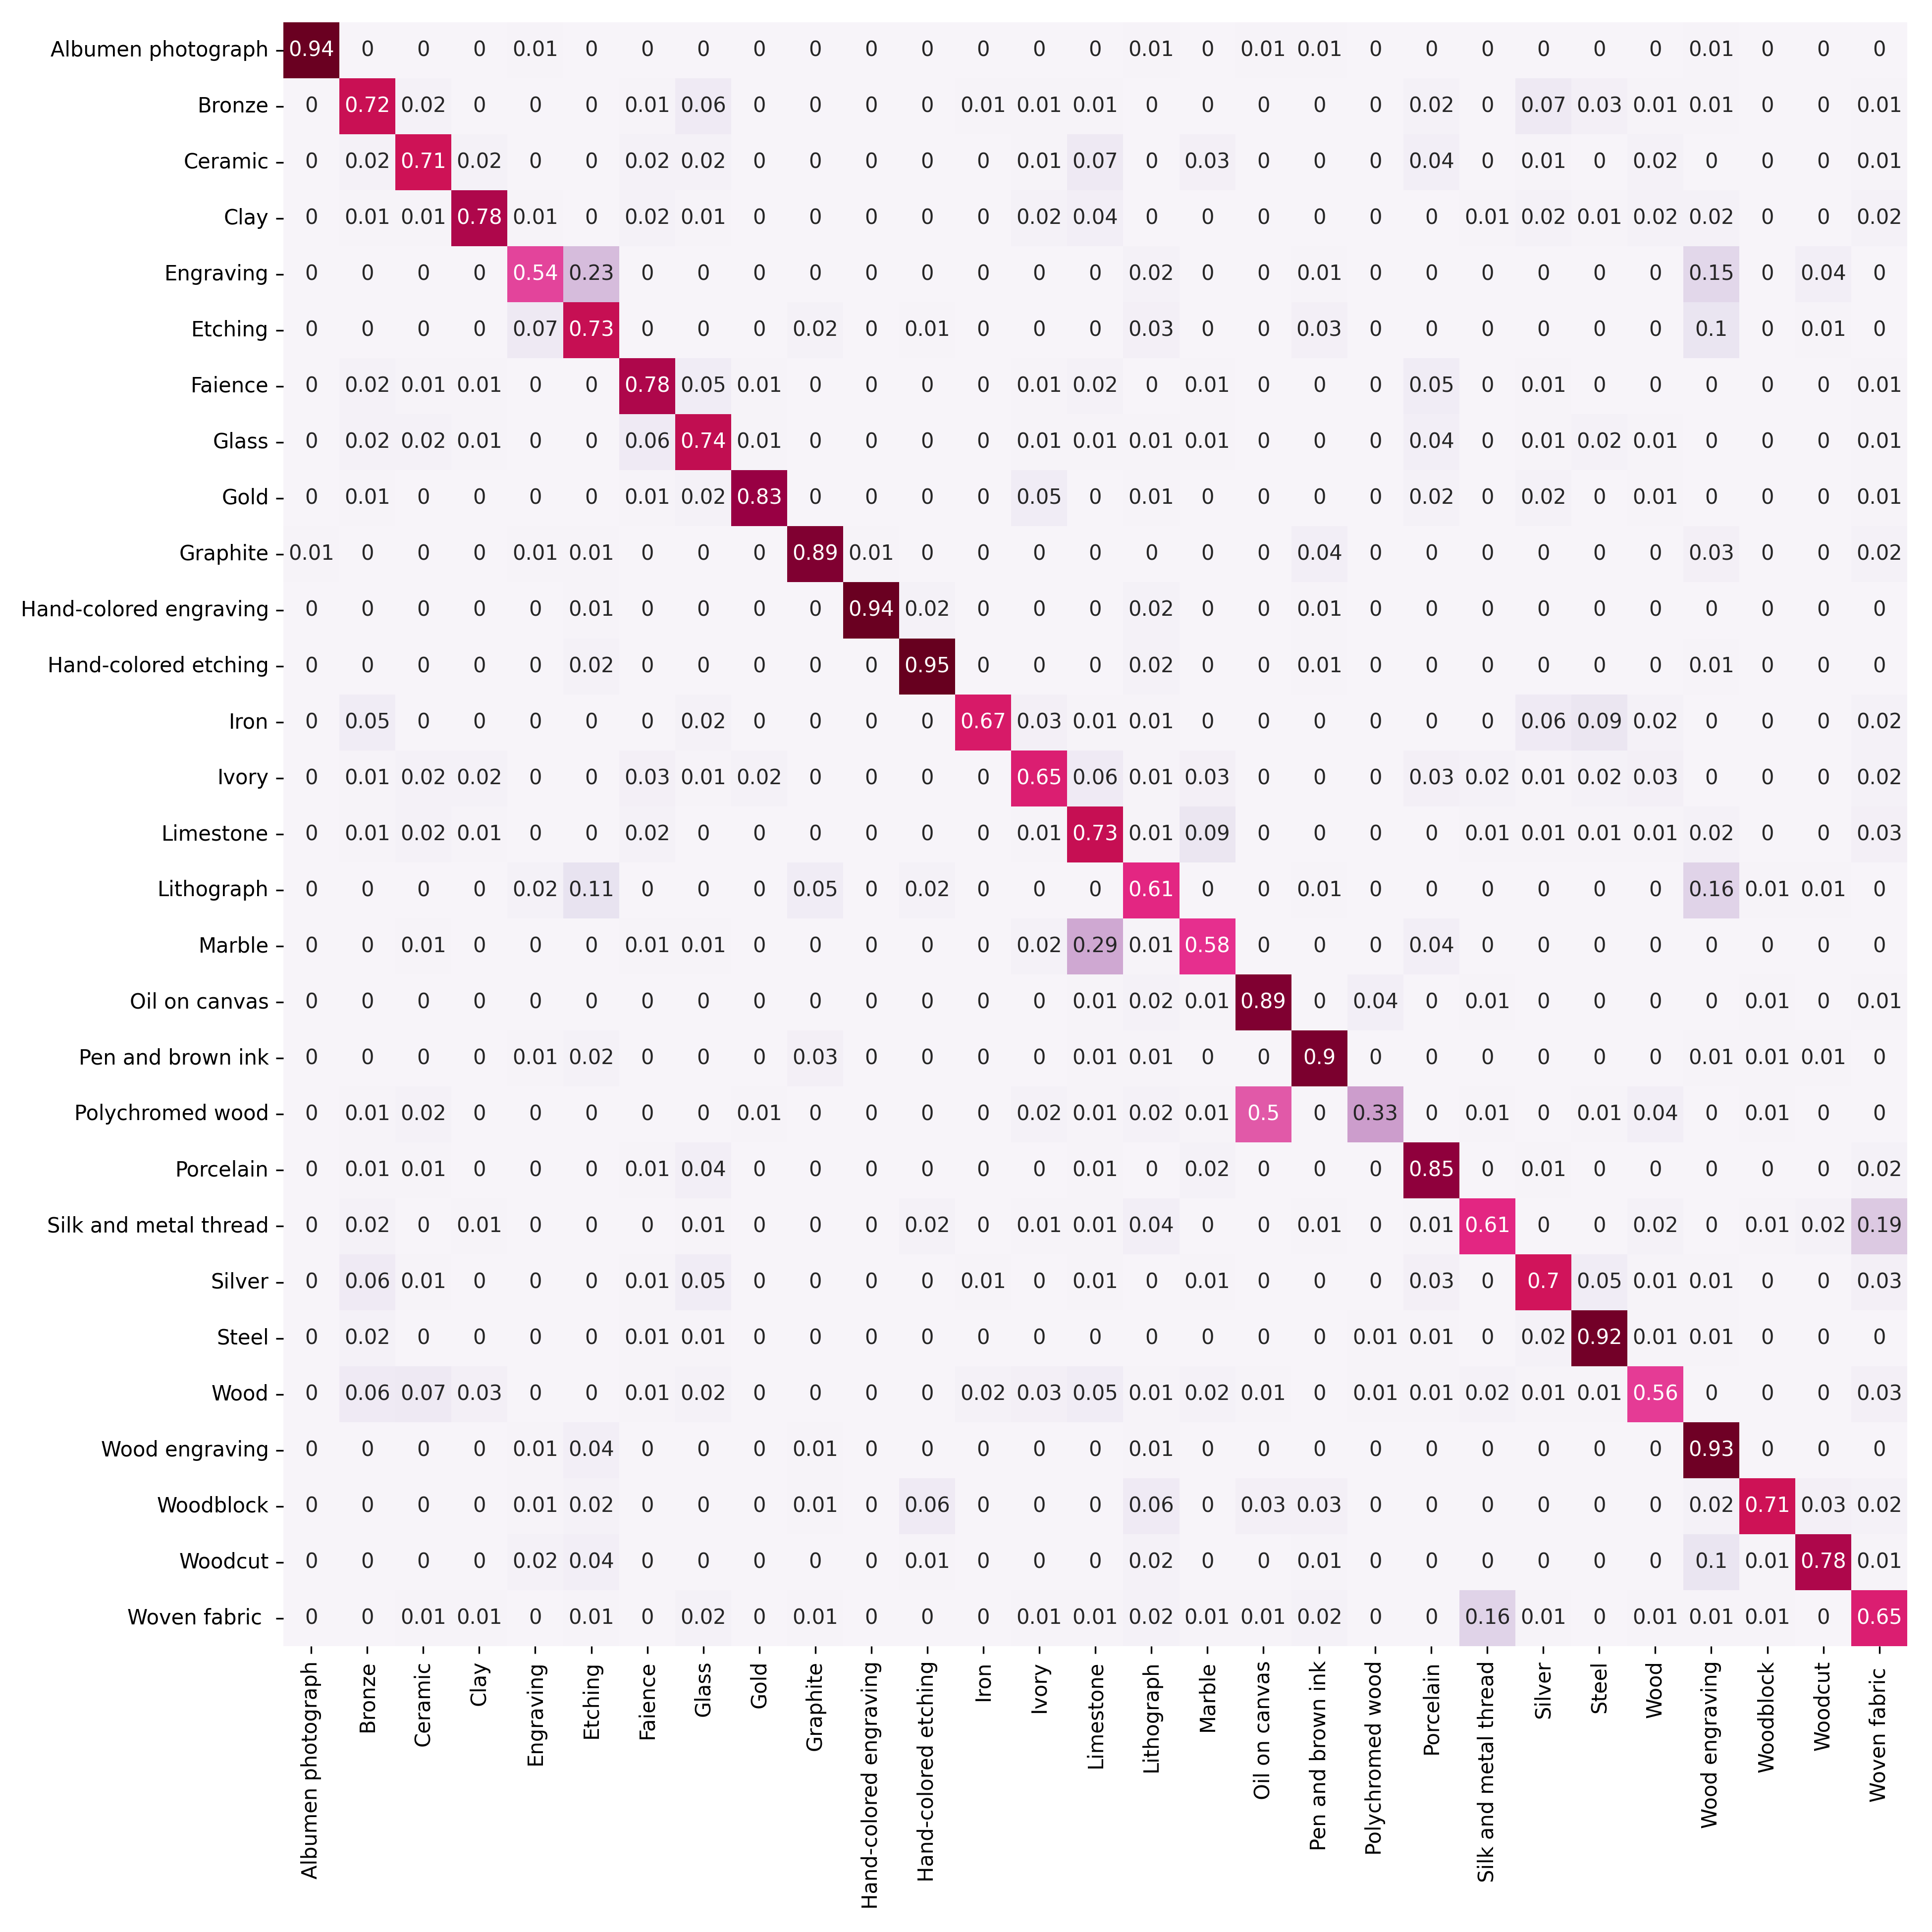 Albumen photograph 0.94 0 0 0 0.01 0 0 0 0 0 0 0 0 0 0 0.01 0 0.01 0.01 0 0 0 0 0 0 0.01 0 0 0
Bronze 0 0.72 0.02 0 0 0 0.01 0.06 0 0 0 0 0.01 0.01 0.01 0 0 0 0 0 0.02 0 0.07 0.03 0.01 0.01 0 0 0.01
Ceramic 0 0.02 0.71 0.02 0 0 0.02 0.02 0 0 0 0 0 0.01 0.07 0 0.03 0 0 0 0.04 0 0.01 0 0.02 0 0 0 0.01
Clay 0 0.01 0.01 0.78 0.01 0 0.02 0.01 0 0 0 0 0 0.02 0.04 0 0 0 0 0 0 0.01 0.02 0.01 0.02 0.02 0 0 0.02
Engraving 0 0 0 0 0.54 0.23 0 0 0 0 0 0 0 0 0 0.02 0 0 0.01 0 0 0 0 0 0 0.15 0 0.04 0
Etching 0 0 0 0 0.07 0.73 0 0 0 0.02 0 0.01 0 0 0 0.03 0 0 0.03 0 0 0 0 0 0 0.1 0 0.01 0
Faience 0 0.02 0.01 0.01 0 0 0.78 0.05 0.01 0 0 0 0 0.01 0.02 0 0.01 0 0 0 0.05 0 0.01 0 0 0 0 0 0.01
Glass 0 0.02 0.02 0.01 0 0 0.06 0.74 0.01 0 0 0 0 0.01 0.01 0.01 0.01 0 0 0 0.04 0 0.01 0.02 0.01 0 0 0 0.01
Gold 0 0.01 0 0 0 0 0.01 0.02 0.83 0 0 0 0 0.05 0 0.01 0 0 0 0 0.02 0 0.02 0 0.01 0 0 0 0.01
Graphite 0.01 0 0 0 0.01 0.01 0 0 0 0.89 0.01 0 0 0 0 0 0 0 0.04 0 0 0 0 0 0 0.03 0 0 0.02
Hand-colored engraving 0 0 0 0 0 0.01 0 0 0 0 0.94 0.02 0 0 0 0.02 0 0 0.01 0 0 0 0 0 0 0 0 0 0
Hand-colored etching 0 0 0 0 0 0.02 0 0 0 0 0 0.95 0 0 0 0.02 0 0 0.01 0 0 0 0 0 0 0.01 0 0 0
Iron 0 0.05 0 0 0 0 0 0.02 0 0 0 0 0.67 0.03 0.01 0.01 0 0 0 0 0 0 0.06 0.09 0.02 0 0 0 0.02
Ivory 0 0.01 0.02 0.02 0 0 0.03 0.01 0.02 0 0 0 0 0.65 0.06 0.01 0.03 0 0 0 0.03 0.02 0.01 0.02 0.03 0 0 0 0.02
Limestone 0 0.01 0.02 0.01 0 0 0.02 0 0 0 0 0 0 0.01 0.73 0.01 0.09 0 0 0 0 0.01 0.01 0.01 0.01 0.02 0 0 0.03
Lithograph 0 0 0 0 0.02 0.11 0 0 0 0.05 0 0.02 0 0 0 0.61 0 0 0.01 0 0 0 0 0 0 0.16 0.01 0.01 0
Marble 0 0 0.01 0 0 0 0.01 0.01 0 0 0 0 0 0.02 0.29 0.01 0.58 0 0 0 0.04 0 0 0 0 0 0 0 0
Oil on canvas 0 0 0 0 0 0 0 0 0 0 0 0 0 0 0.01 0.02 0.01 0.89 0 0.04 0 0.01 0 0 0 0 0.01 0 0.01
Pen and brown ink 0 0 0 0 0.01 0.02 0 0 0 0.03 0 0 0 0 0.01 0.01 0 0 0.9 0 0 0 0 0 0 0.01 0.01 0.01 0
Polychromed wood 0 0.01 0.02 0 0 0 0 0 0.01 0 0 0 0 0.02 0.01 0.02 0.01 0.5 0 0.33 0 0.01 0 0.01 0.04 0 0.01 0 0
Porcelain 0 0.01 0.01 0 0 0 0.01 0.04 0 0 0 0 0 0 0.01 0 0.02 0 0 0 0.85 0 0.01 0 0 0 0 0 0.02
Silk and metal thread 0 0.02 0 0.01 0 0 0 0.01 0 0 0 0.02 0 0.01 0.01 0.04 0 0 0.01 0 0.01 0.61 0 0 0.02 0 0.01 0.02 0.19
Silver 0 0.06 0.01 0 0 0 0.01 0.05 0 0 0 0 0.01 0 0.01 0 0.01 0 0 0 0.03 0 0.7 0.05 0.01 0.01 0 0 0.03
Steel 0 0.02 0 0 0 0 0.01 0.01 0 0 0 0 0 0 0 0 0 0 0 0.01 0.01 0 0.02 0.92 0.01 0.01 0 0 0
Wood 0 0.06 0.07 0.03 0 0 0.01 0.02 0 0 0 0 0.02 0.03 0.05 0.01 0.02 0.01 0 0.01 0.01 0.02 0.01 0.01 0.56 0 0 0 0.03
Wood engraving 0 0 0 0 0.01 0.04 0 0 0 0.01 0 0 0 0 0 0.01 0 0 0 0 0 0 0 0 0 0.93 0 0 0
Woodblock 0 0 0 0 0.01 0.02 0 0 0 0.01 0 0.06 0 0 0 0.06 0 0.03 0.03 0 0 0 0 0 0 0.02 0.71 0.03 0.02
Woodcut 0 0 0 0 0.02 0.04 0 0 0 0 0 0.01 0 0 0 0.02 0 0 0.01 0 0 0 0 0 0 0.1 0.01 0.78 0.01
Woven fabric 0 0 0.01 0.01 0 0.01 0 0.02 0 0.01 0 0 0 0.01 0.01 0.02 0.01 0.01 0.02 0 0 0.16 0.01 0 0.01 0.01 0.01 0 0.65
Albumen photograph
Bronze
Ceramic
Clay
Engraving
Etching
Faience
Glass
Gold
Graphite
Hand-colored engraving
Hand-colored etching
Iron
Ivory
Limestone
Lithograph
Marble
Oil on canvas
Pen and brown ink
Polychromed wood
Porcelain
Silk and metal thread
Silver
Steel
Wood
Wood engraving
Woodblock
Woodcut
Woven fabric